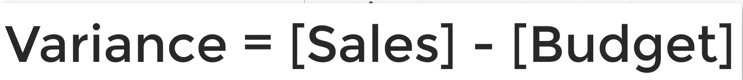 Variance = [Sales] - [Budget]